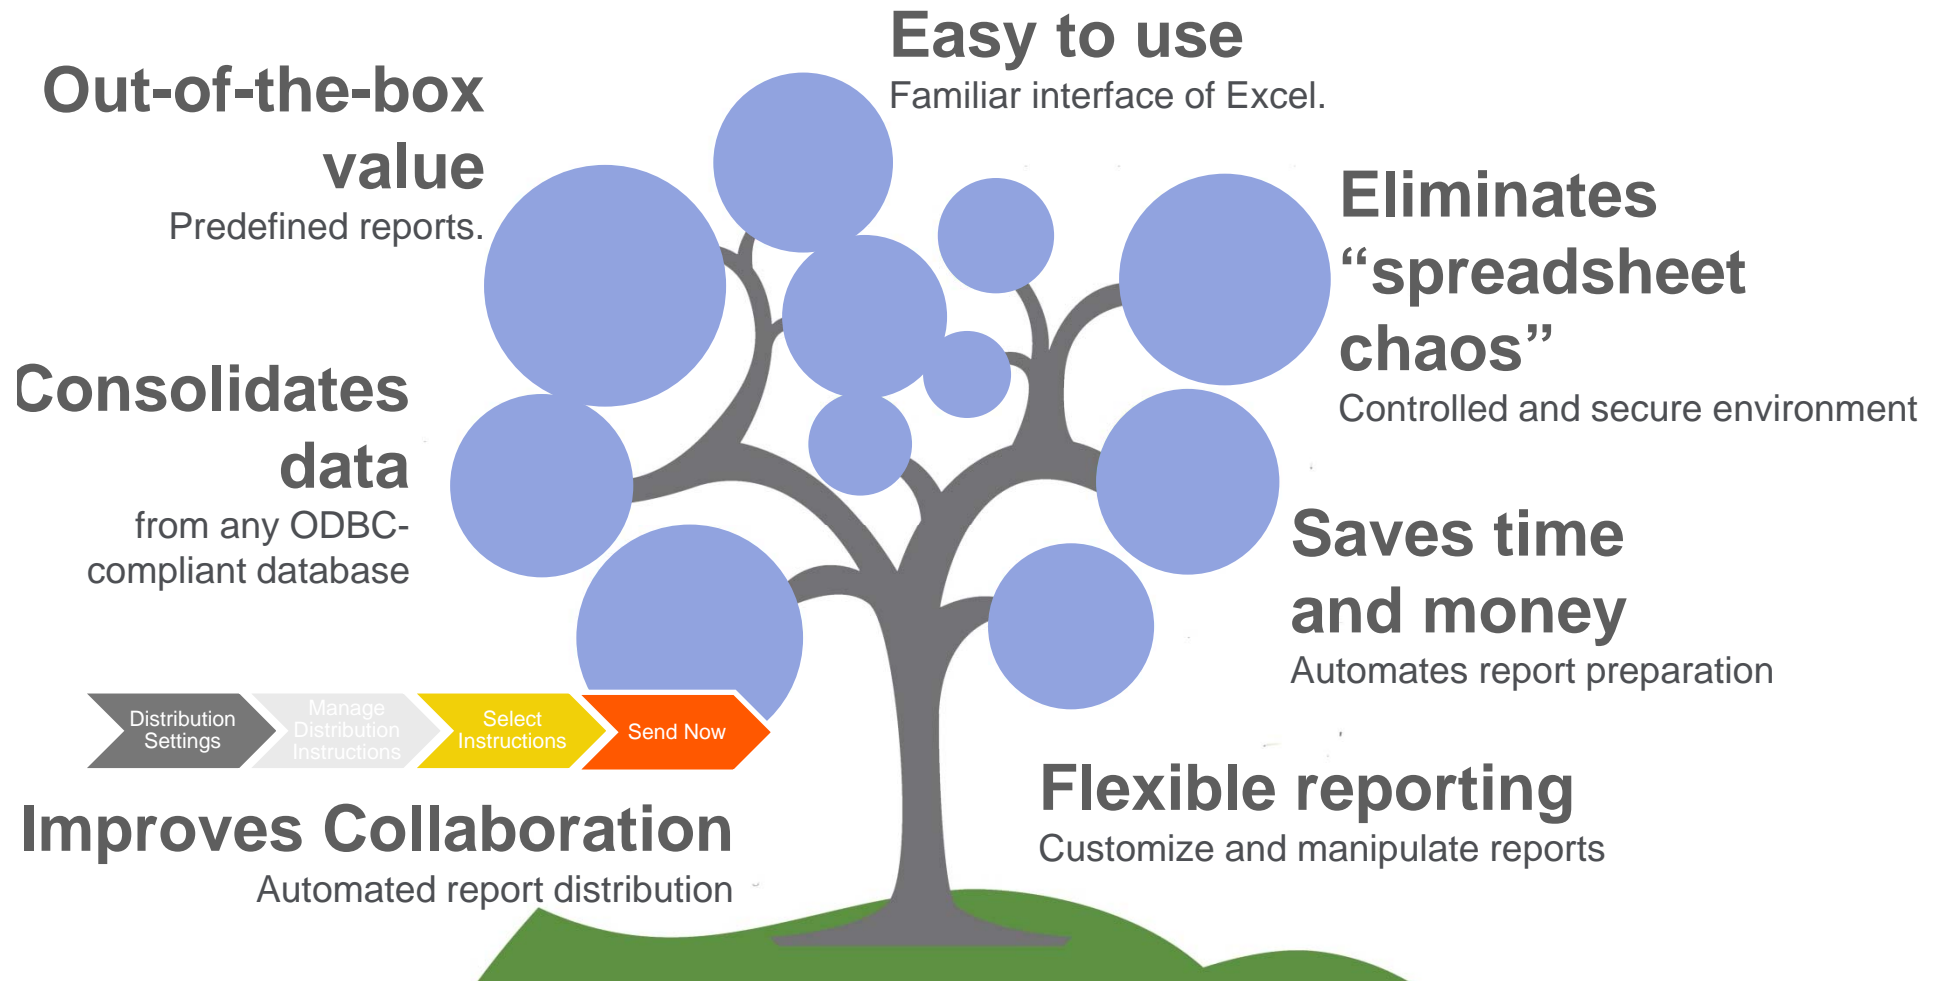 Easy to use
Familiar interface of Excel.
Out-of-the-box
value
Predefined reports.
Eliminates
“spreadsheet
chaos”
Controlled and secure environment
Consolidates
data
from any ODBC-
compliant database
Saves time
and money
Automates report preparation
Distribution
Settings
Manage
Distribution
Instructions
Select
Instructions
Send Now
Improves Collaboration
Automated report distribution
Flexible reporting
Customize and manipulate reports